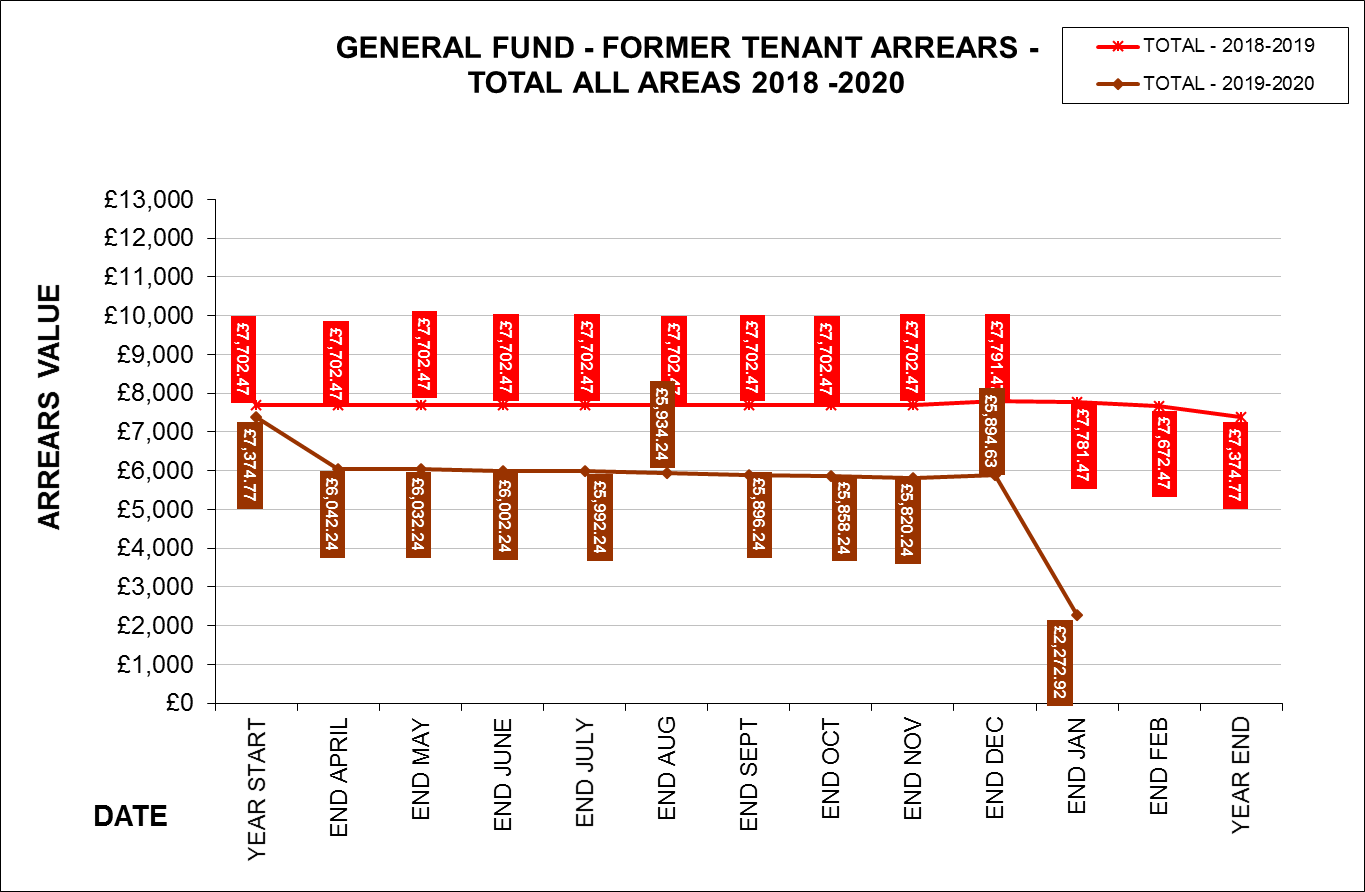 GENERAL FUND - FORMER TENANT ARREARS -
TOTAL ALL AREAS 2018 -2020
TOTAL - 2018-2019
TOTAL - 2019-2020
ARREARS VALUE
£13,000
£12,000
£11,000
£10,000
£9,000
£8,000
£7,000
£6,000
£5,000
£4,000
£3,000
£2,000
£1,000
£0
£7,702.47
£7,702.47
£7,702.47
£7,702.47
£7,702.47
£7,702.47
£7,702.47
£7,702.47
£7,702.47
£7,791.47
£7,781.47
£7,672.47
£7,374.77
£7,374.77
£6,042.24
£6,032.24
£6,002.24
£5,992.24
£5,934.24
£5,896.24
£5,858.24
£5,820.24
£5,894.63
£2,272.92
YEAR START
END APRIL
END MAY
END JUNE
END JULY
END AUG
END SEPT
END OCT
END NOV
END DEC
END JAN
END FEB
YEAR END
DATE